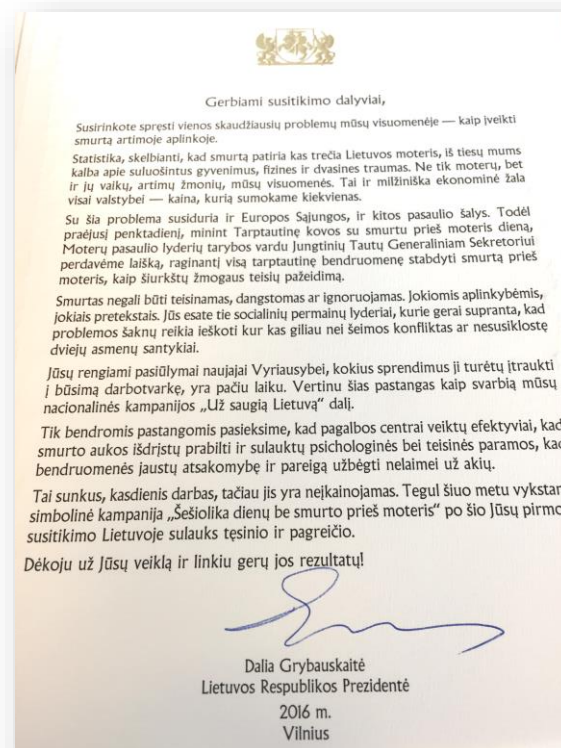 Gerbiami susitikimo dalyviai,
Susirinkote spręsti vienos skaudžiausių problemų mūsų visuomenėje — kaip įveikti
smurtą artimoje aplinkoje.
Statistika, skelbianti, kad smurtą patiria kas trečia Lietuvos moteris, iš tiesų mums
kalba apie suluošintus gyvenimus, fizines ir dvasines traumas. Ne tik moterų, bet
ir jų vaikų, artimų žmonių, mūsų visuomenės. Tai ir milžiniška ekonominė žala
visai valstybei — kaina, kurią sumokame kiekvienas.
Su šia problema susiduria ir Europos Sąjungos, ir kitos pasaulio šalys. Todėl
praėjusį penktadienį, minint Tarptautinę kovos su smurtu prieš moteris dieną,
Moterų pasaulio lyderių tarybos vardu Jungtinių Tautų Generaliniam Sekretoriui
perdavėme laišką, raginantį visą tarptautinę bendruomenę stabdyti smurtą prieš
moteris, kaip šiurkštų žmogaus teisių pažeidimą.
Smurtas negali būti teisinamas, dangstomas ar ignoruojamas. Jokiomis aplinkybėmis,
jokiais pretekstais. Jūs esate tie socialinių permainų lyderiai, kurie gerai supranta, kad
problemos šaknų reikia ieškoti kur kas giliau nei šeimos konfliktas ar nesusiklostę
dviejų asmenų santykiai.
Jūsų rengiami pasiūlymai naujajai Vyriausybei, kokius sprendimus ji turėtų įtraukti
į būsimą darbotvarkę, yra pačiu laiku. Vertinu šias pastangas kaip svarbią mūsų
nacionalinės kampanijos „Už saugią Lietuvą” dalį.
Tik bendromis pastangomis pasieksime, kad pagalbos centrai veiktų efektyviai, kad
smurto aukos išdrįstų prabilti ir sulauktų psichologinės bei teisinės paramos, kad
bendruomenės jaustų atsakomybę ir pareigą užbėgti nelaimei už akių.
Tai sunkus, kasdienis darbas, tačiau jis yra neįkainojamas. Tegul šiuo metu vykstan
simbolinė kampanija „Šešiolika dienų be smurto prieš moteris” po šio Jūsų pirmo
susitikimo Lietuvoje sulauks tęsinio ir pagreičio.
Dėkoju už Jūsų veiklą ir linkiu gerų jos rezultatų!
Dalia Grybauskaitė
Lietuvos Respublikos Prezidentė
2016 m.
Vilnius